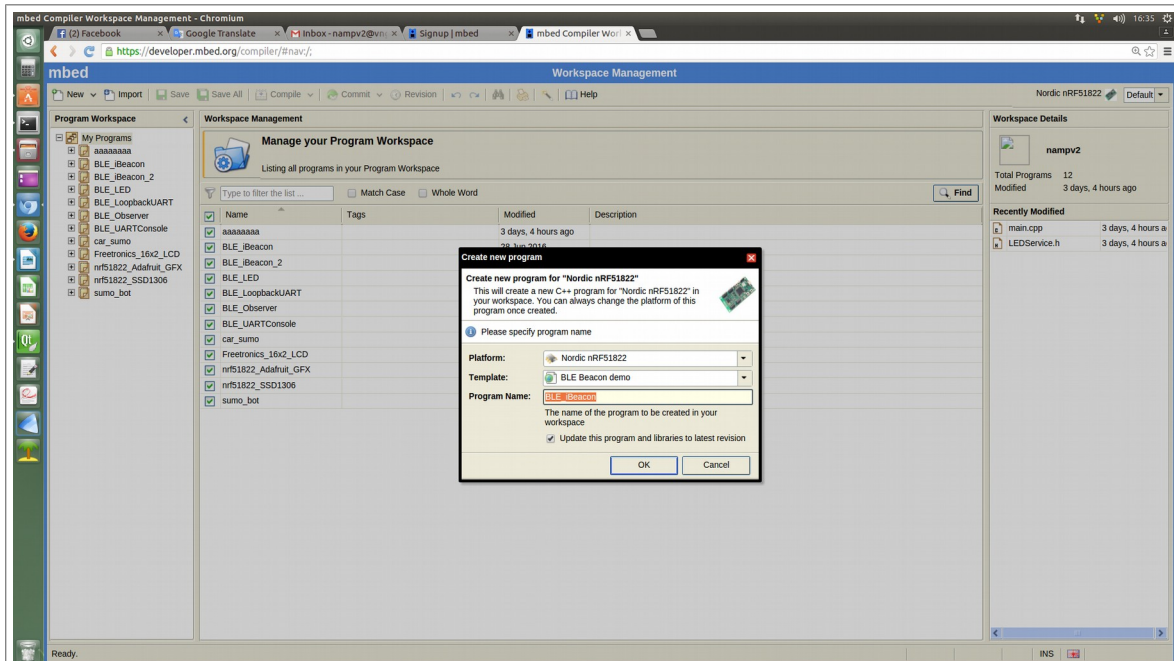 mbed Compiler Workspace Management - Chromium
16:35
(2) Facebook
Google Translate
Inbox - nampv2@vn
Signup | mbed
mbed Compiler Worl
https://developer.mbed.org/compiler/#nav:/;
mbed
Workspace Management
New
Import
Save
Save All
Compile
Commit
Revision
Help
Nordic nRF51822
Default
Program Workspace
My Programs
aaaaaaaa
BLE_iBeacon
BLE_iBeacon_2
BLE_LED
BLE_LoopbackUART
BLE_Observer
BLE_UARTConsole
car_sumo
Freetronics_16x2_LCD
nrf51822_Adafruit_GFX
nrf51822_SSD1306
sumo_bot
Workspace Management
Manage your Program Workspace
Listing all programs in your Program Workspace
Type to filter the list ...
Match Case
Whole Word
Find
Name Tags Modified Description
aaaaaaaa 3 days, 4 hours ago
BLE_iBeacon 28 Jun 2016
BLE_iBeacon_2
BLE_LED
BLE_LoopbackUART
BLE_Observer
BLE_UARTConsole
car_sumo
Freetronics_16x2_LCD
nrf51822_Adafruit_GFX
nrf51822_SSD1306
sumo_bot
Create new program
Create new program for "Nordic nRF51822"
This will create a new C++ program for "Nordic nRF51822" in
your workspace. You can always change the platform of this
program once created.
Please specify program name
Platform: Nordic nRF51822
Template: BLE Beacon demo
Program Name: BLE_iBeacon
The name of the program to be created in your
workspace
Update this program and libraries to latest revision
OK
Cancel
Workspace Details
nampv2
Total Programs 12
Modified 3 days, 4 hours ago
Recently Modified
main.cpp 3 days, 4 hours a
LEDService.h 3 days, 4 hours a
Ready.
INS